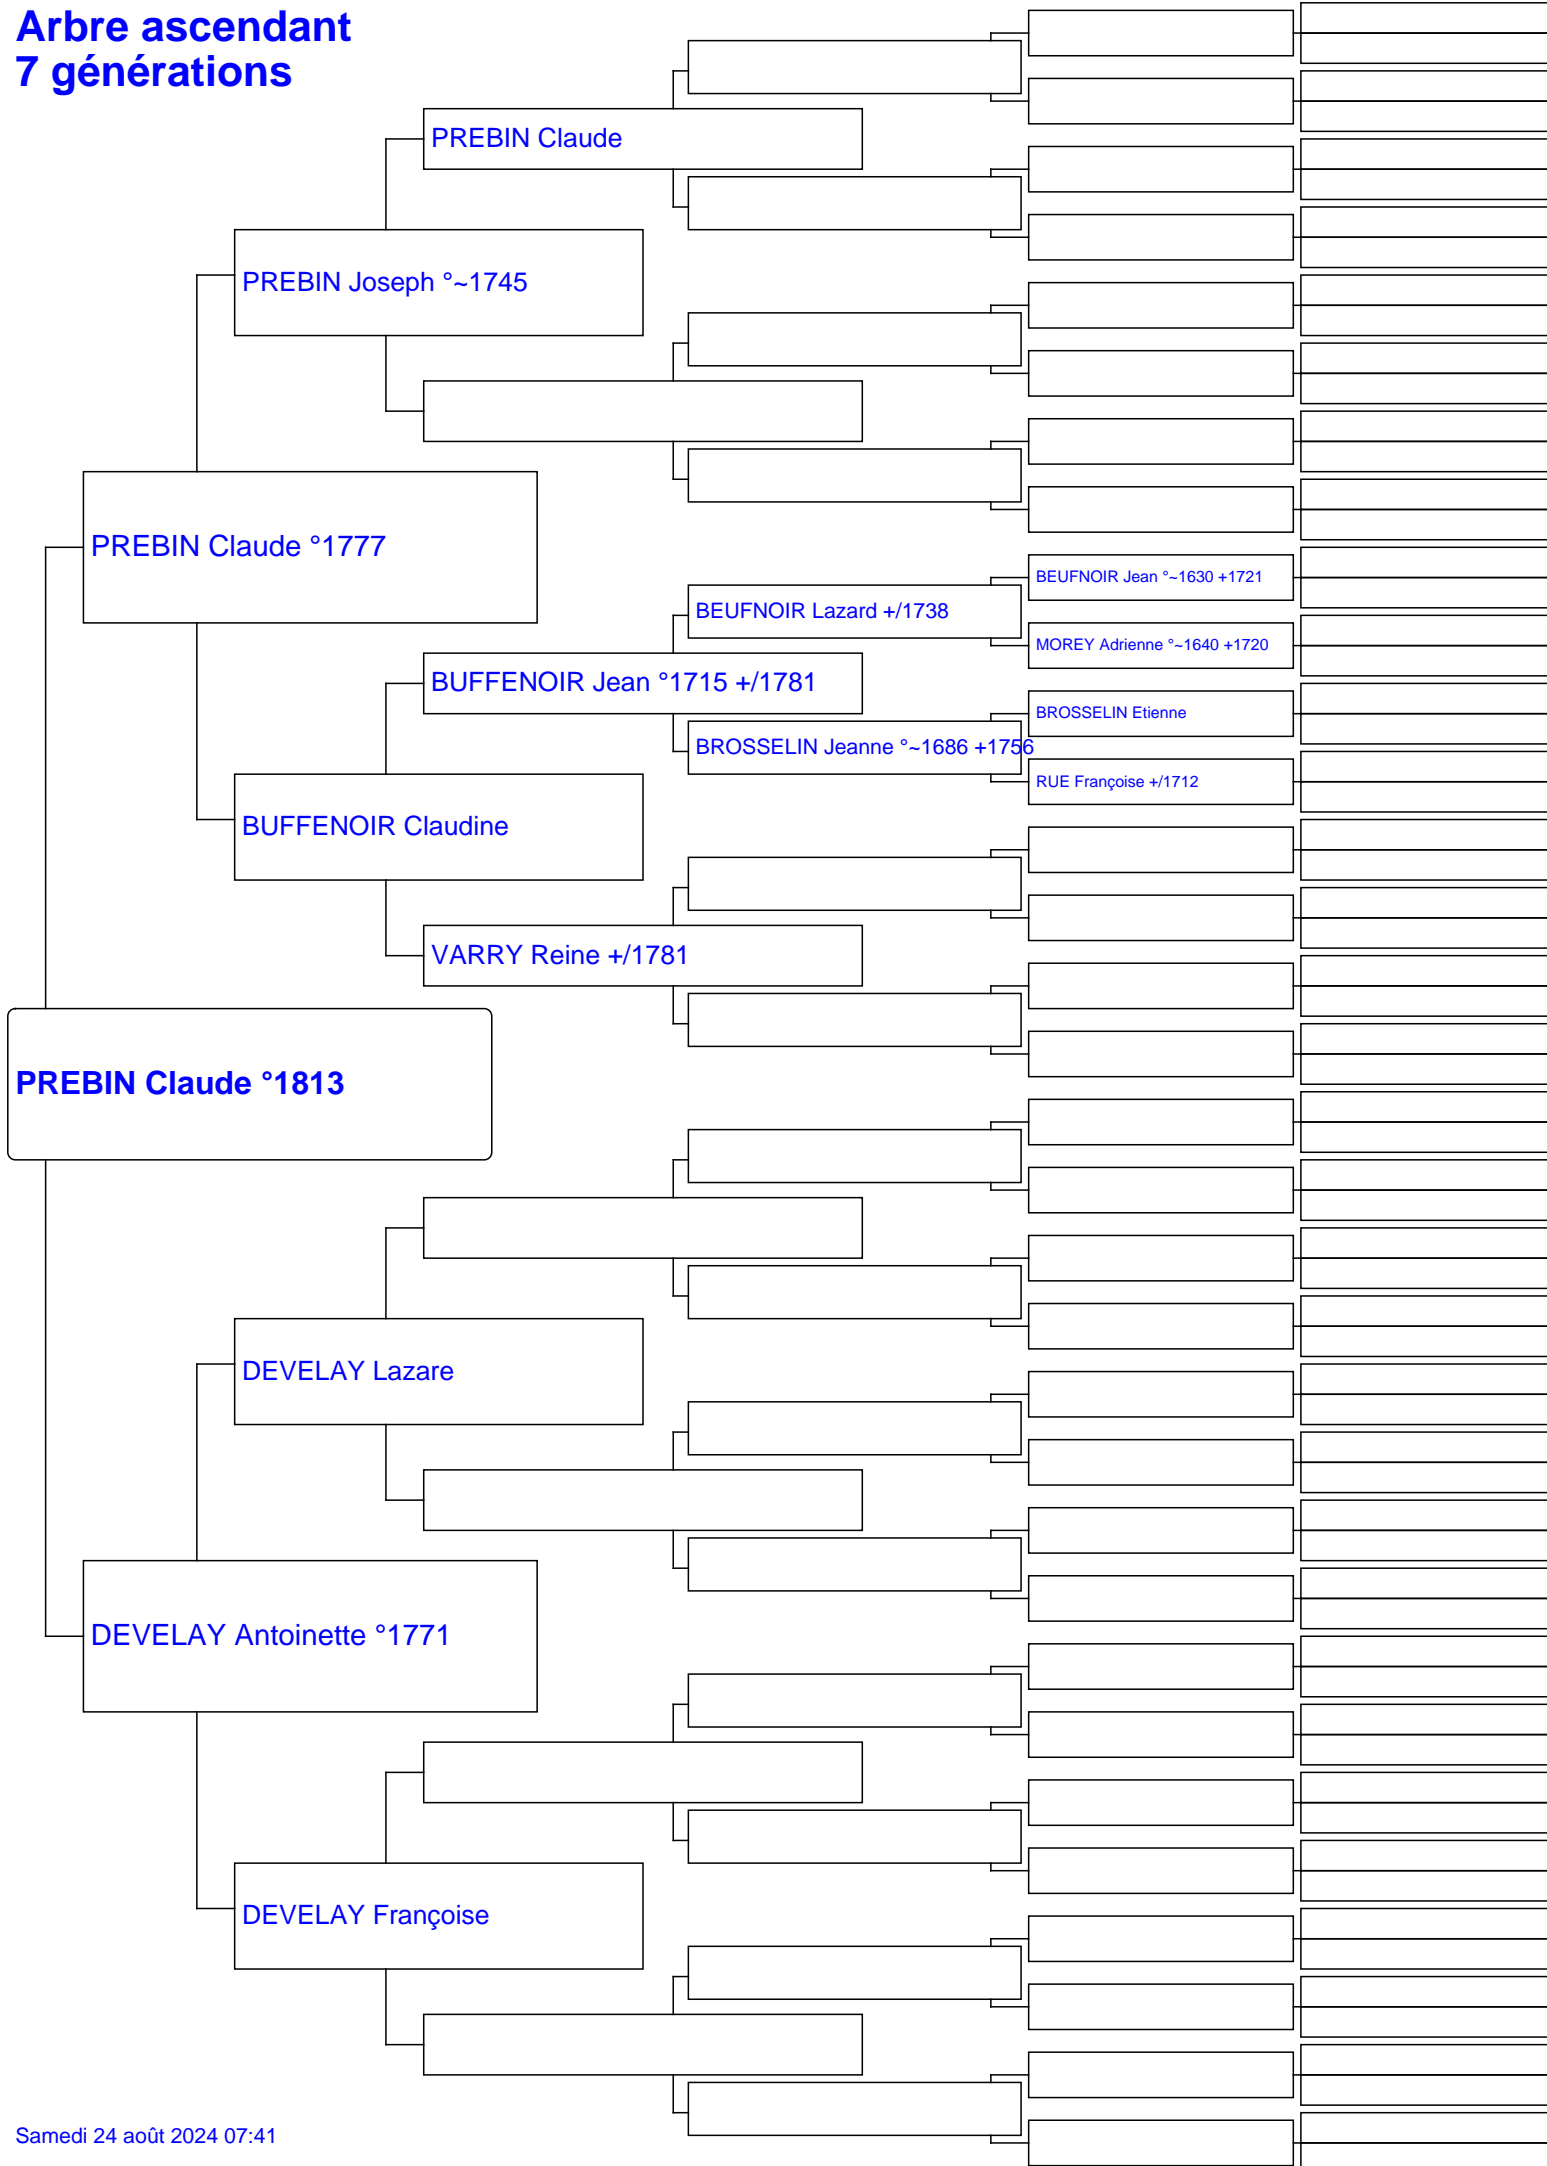 Arbre ascendant
7 générations
PREBIN Claude
PREBIN Joseph °~1745
PREBIN Claude °1777
BEUFNOIR Jean °~1630 +1721
BEUFNOIR Lazard +/1738
MOREY Adrienne °~1640 +1720
BUFFENOIR Jean °1715 +/1781
BROSSELIN Etienne
BROSSELIN Jeanne °~1686 +1756
RUE Françoise +/1712
BUFFENOIR Claudine
VARRY Reine +/1781
PREBIN Claude °1813
DEVELAY Lazare
DEVELAY Antoinette °1771
DEVELAY Françoise
Samedi 24 août 2024 07:41